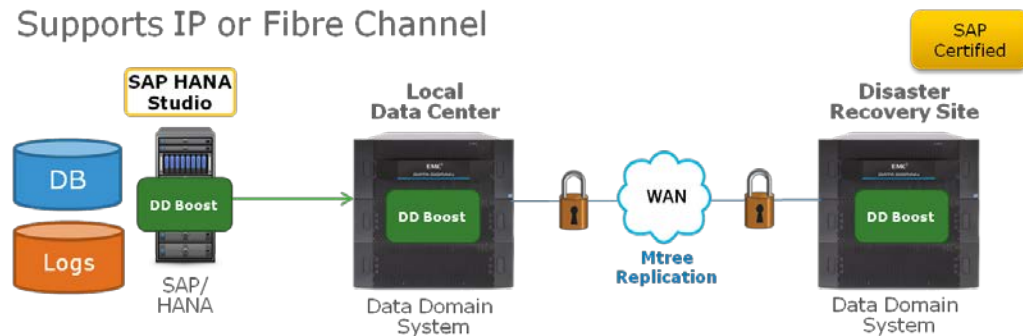 Supports IP or Fibre Channel
SAP
Certified
SAP HANA
Studio
Local
Data Center
Disaster
Recovery Site
DB
Logs
DD Boost
SAP/
HANA
EMC²
DD Boost
Data Domain
System
WAN
Mtree
Replication
DD Boost
Data Domain
System